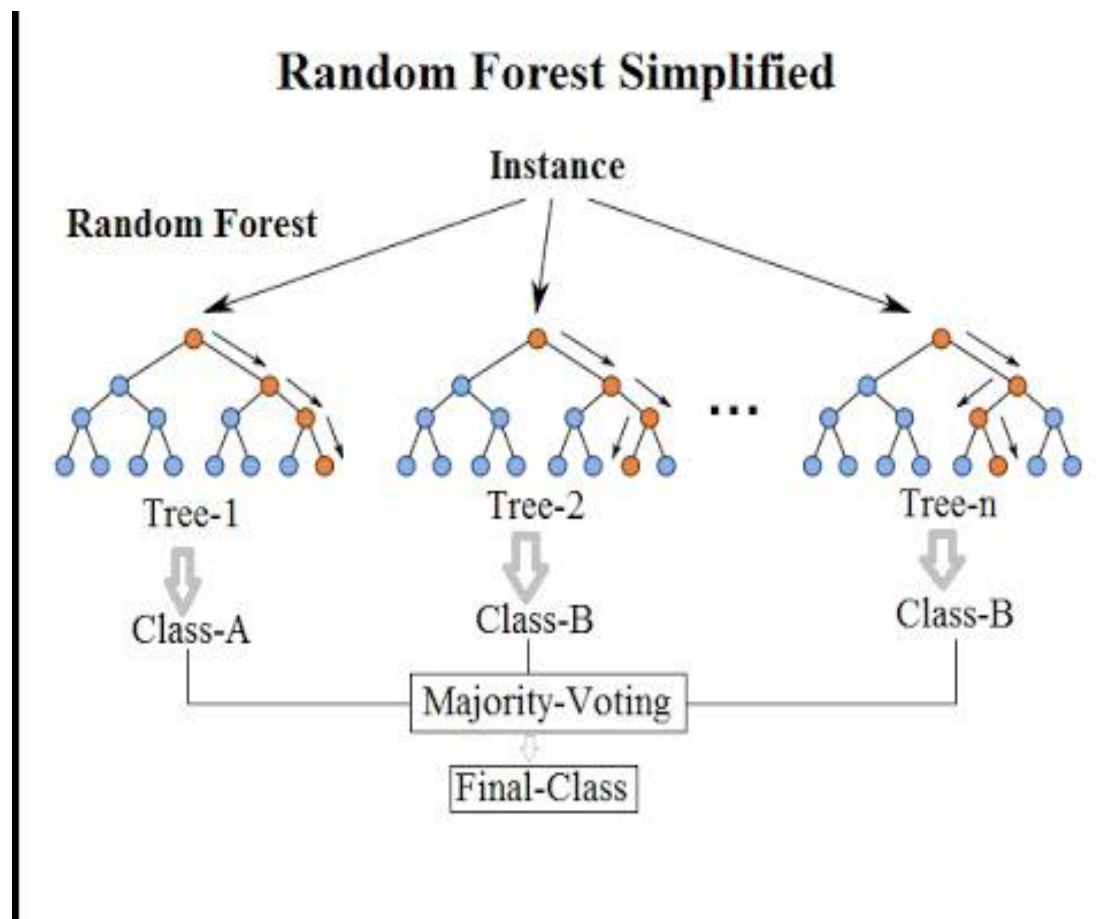 Random Forest Simplified
Instance
Random Forest
...
Tree-1
Tree-2
Tree-n
Class-A
Class-B
Class-B
Majority-Voting
Final-Class